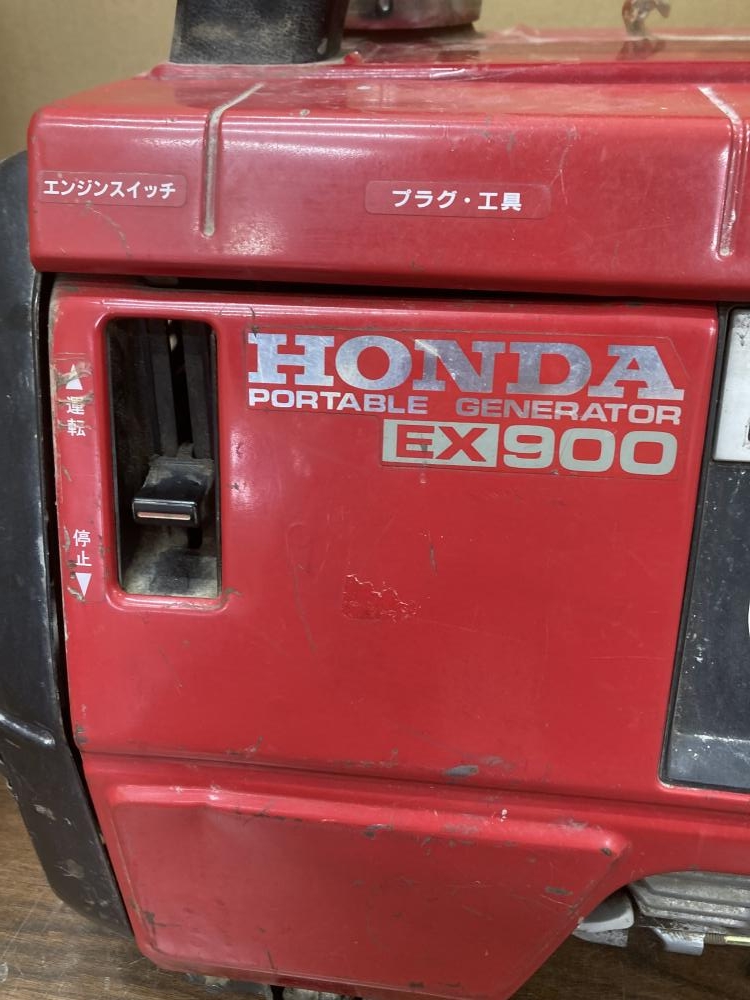 エンジンスイッチ
プラグ・工具
HONDA
PORTABLE GENERATOR
EX900
▲運転
停止▼